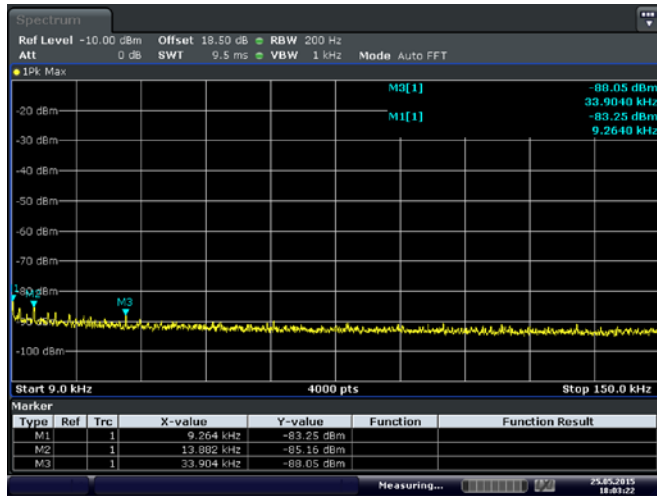 Spectrum
Ref Level -10.00 dBm Offset 18.50 dB RBW 200 Hz
Att 0 dB SWT 9.5 ms VBW 1 kHz Mode Auto FFT
1Pk Max
M3[1] -88.05 dBm
33.9040 kHz
-20 dBm
M1[1] -83.25 dBm
9.2640 kHz
-30 dBm
-40 dBm
-50 dBm
-60 dBm
-70 dBm
-80 dBm
M2
M3
-100 dBm
Start 9.0 kHz 4000 pts Stop 150.0 kHz
Marker
Type Ref Trc X-value Y-value Function Function Result
M1 1 9.264 kHz -83.25 dBm
M2 1 13.882 kHz -85.16 dBm
M3 1 33.904 kHz -88.05 dBm
Measuring... 25.05.2015
18:03:22